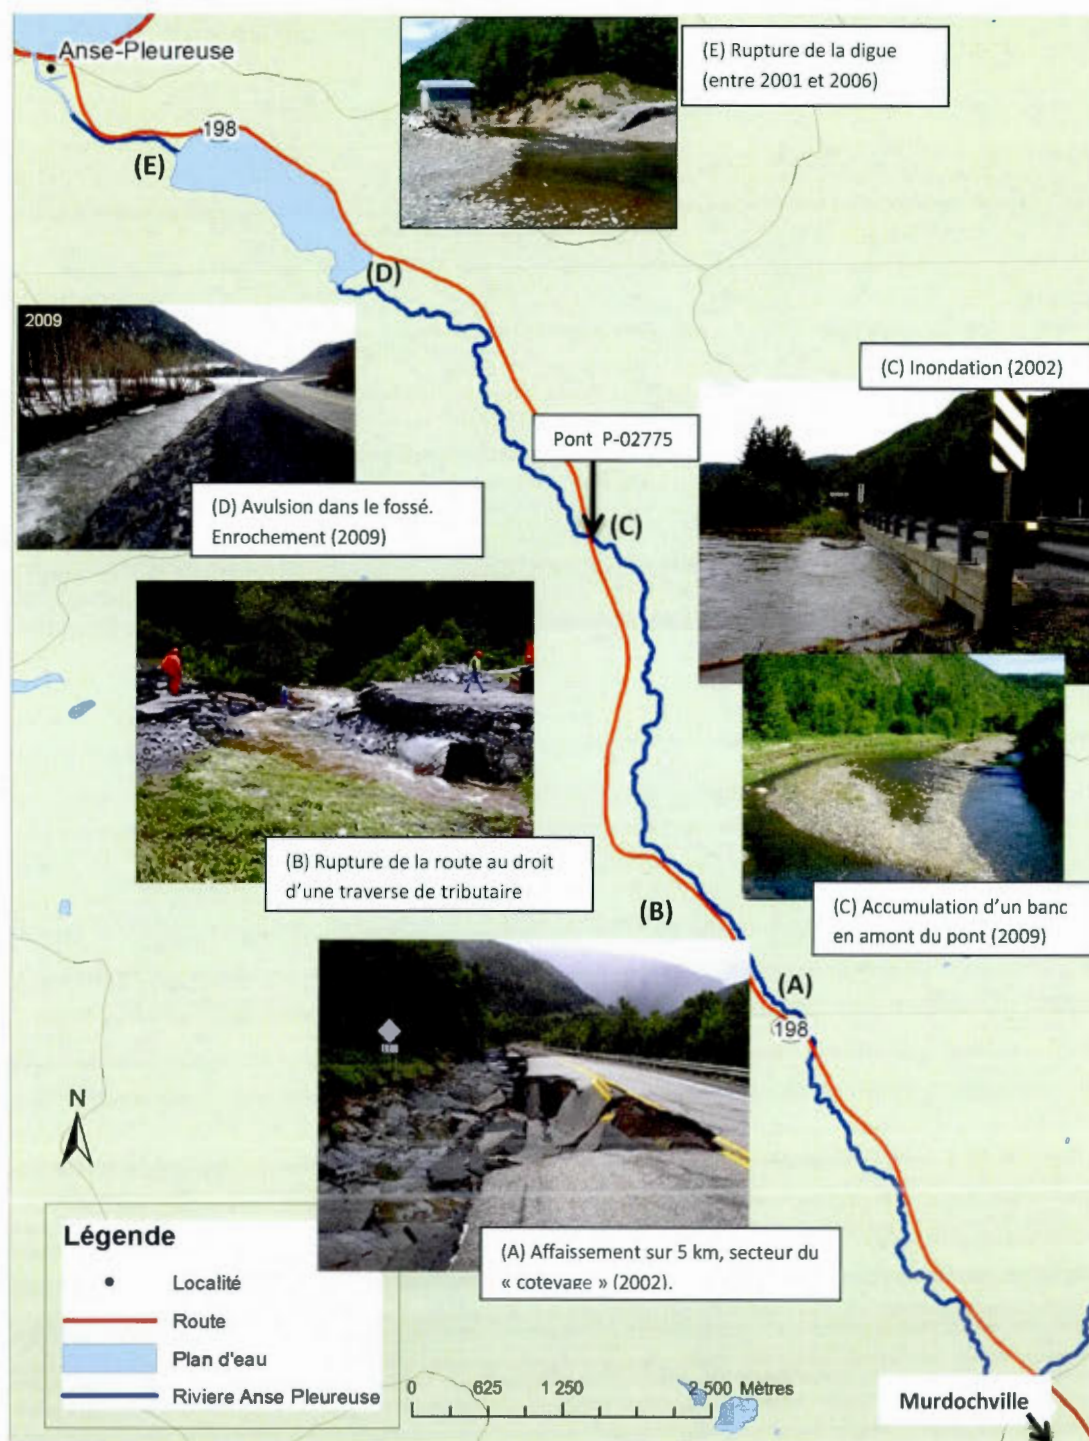 Anse-Pleureuse
(E) Rupture de la digue
(entre 2001 et 2006)
198
(E)
(D)
2009
(C) Inondation (2002)
Pont P-02775
(D) Avulsion dans le fossé.
Enrochement (2009)
(C)
(B) Rupture de la route au droit
d'une traverse de tributaire
(B)
(C) Accumulation d'un banc
en amont du pont (2009)
(A)
198
N
(A) Affaissement sur 5 km, secteur du
« cotevage » (2002).
Légende
Localité
Route
Plan d'eau
Riviere Anse Pleureuse
0 625 1 250 2 500 Mètres
Murdochville